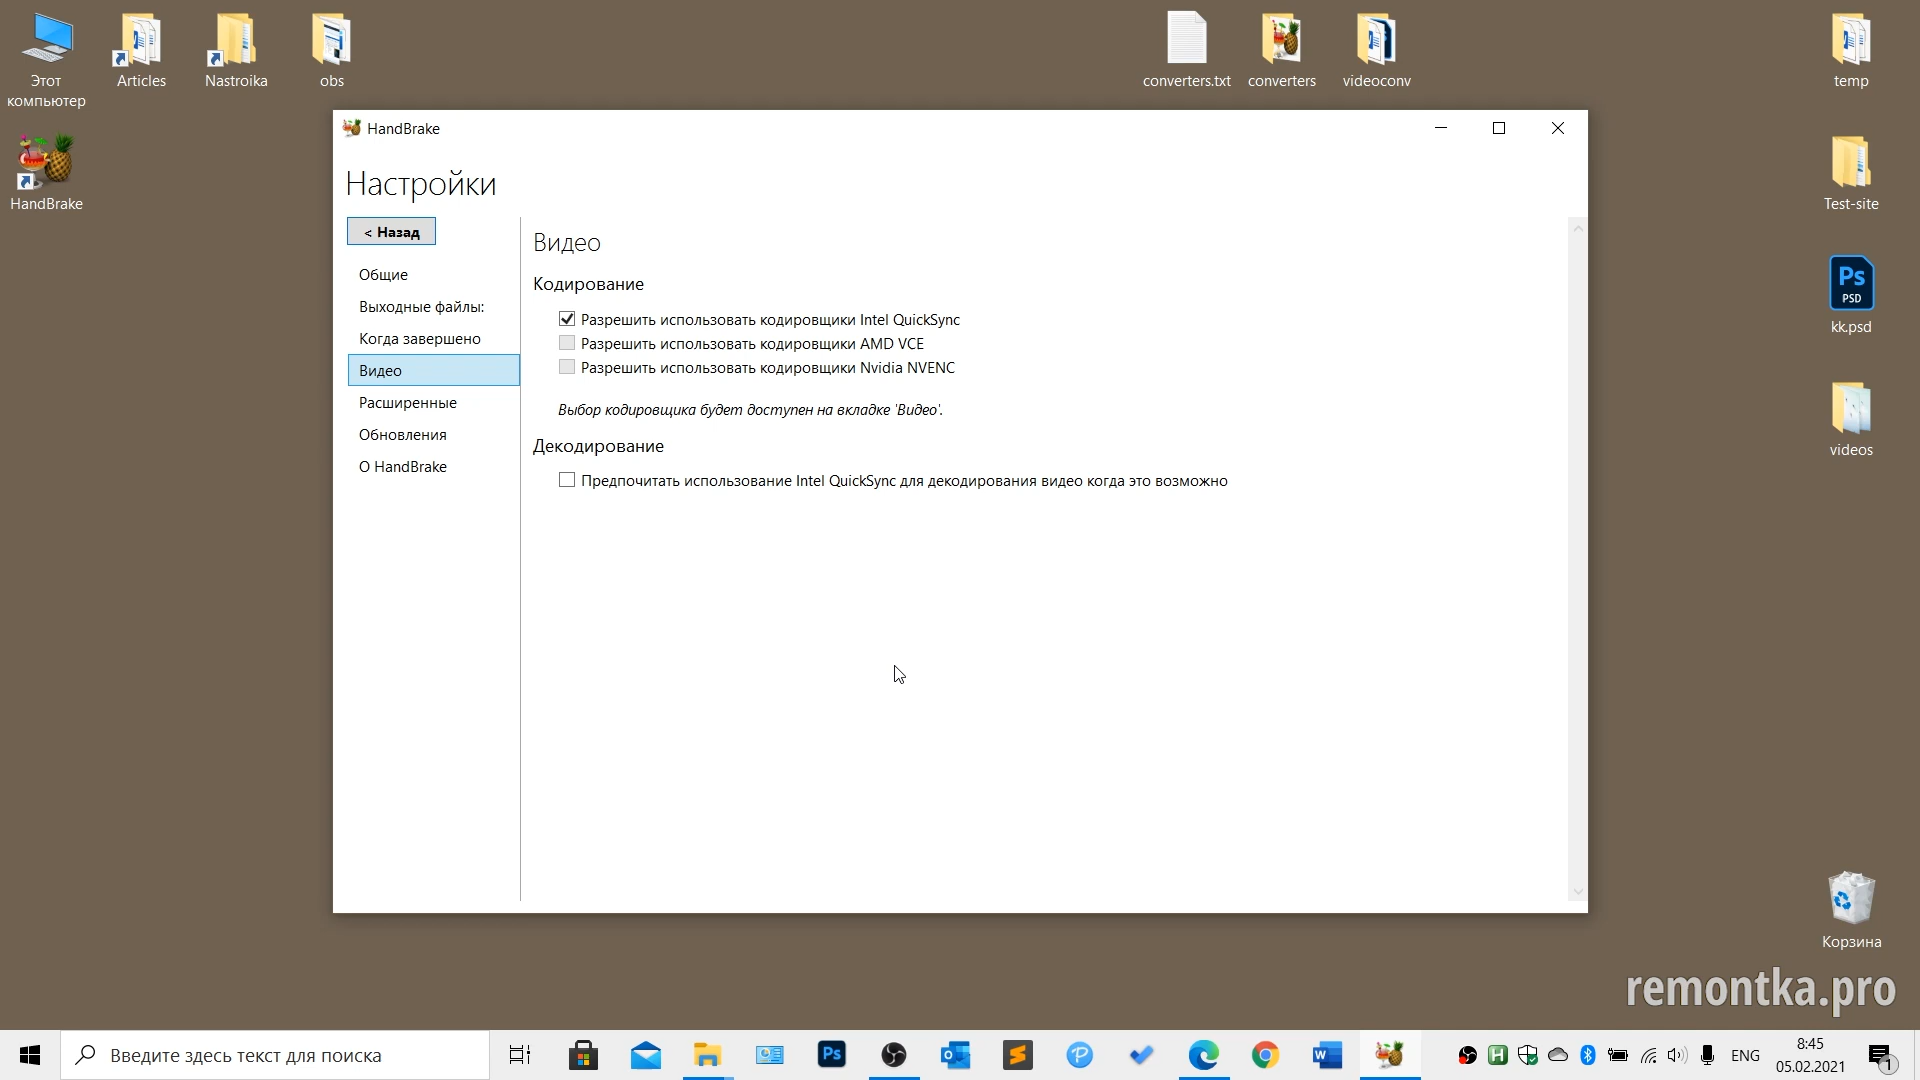 Этот
компьютер
Articles
Nastroika
obs
converters.txt
converters
videoconv
temp
HandBrake
Test-site
Ps
PSD
kk.psd
videos
Корзина
HandBrake
Настройки
< Назад
Общие
Выходные файлы:
Когда завершено
Видео
Расширенные
Обновления
О HandBrake
Видео
Кодирование
Разрешить использовать кодировщики Intel QuickSync
Разрешить использовать кодировщики AMD VCE
Разрешить использовать кодировщики Nvidia NVENC
Выбор кодировщика будет доступен на вкладке 'Видео'.
Декодирование
Предпочитать использование Intel QuickSync для декодирования видео когда это возможно
remontka.pro
Введите здесь текст для поиска
Ps
ENG
8:45
05.02.2021
1